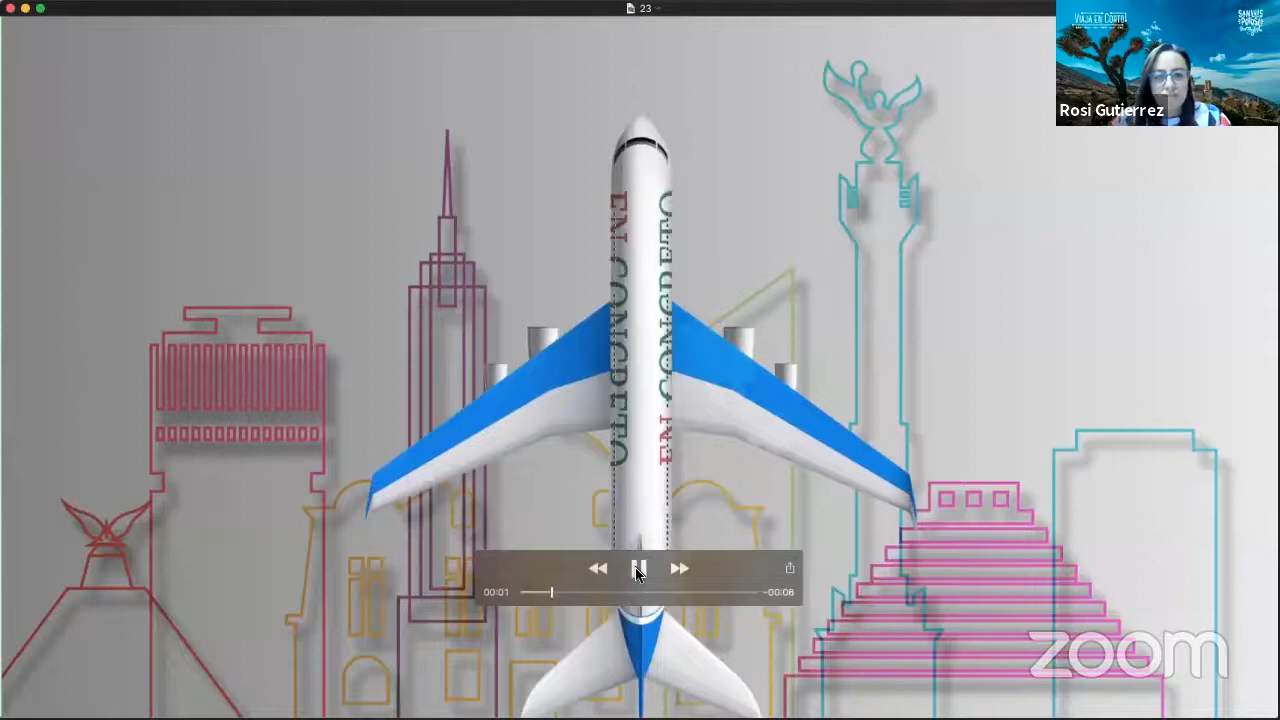 23
VIAJA EN CORTO
SAN LUIS
POTOSÍ
Rosi Gutierrez
EN CONCRETO
EN CONCRETO
00:01
-00:06
zoom